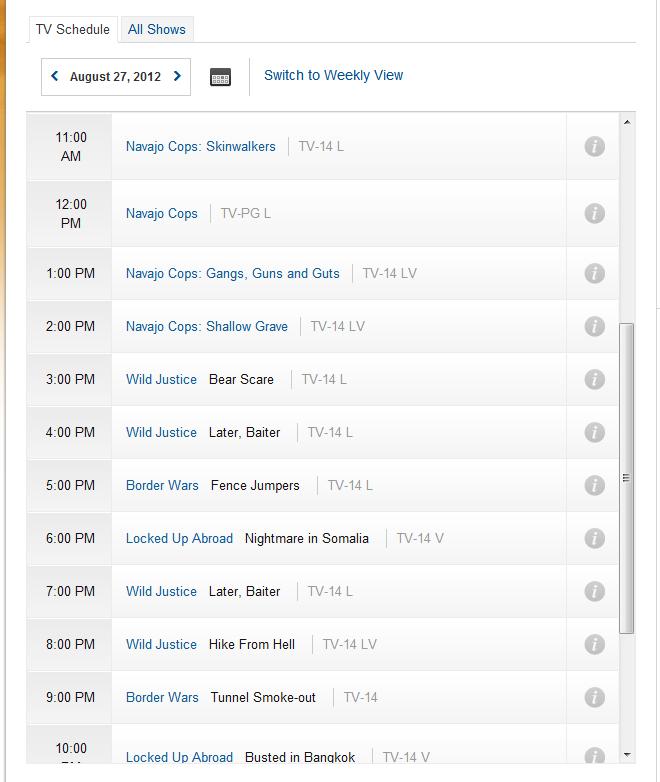 TV Schedule All Shows
August 27, 2012 Switch to Weekly View
11:00
AM
Navajo Cops: Skinwalkers TV-14 L
12:00
PM
Navajo Cops TV-PG L
1:00 PM Navajo Cops: Gangs, Guns and Guts TV-14 LV
2:00 PM Navajo Cops: Shallow Grave TV-14 LV
3:00 PM Wild Justice Bear Scare TV-14 L
4:00 PM Wild Justice Later, Baiter TV-14 L
5:00 PM Border Wars Fence Jumpers TV-14 L
6:00 PM Locked Up Abroad Nightmare in Somalia TV-14 V
7:00 PM Wild Justice Later, Baiter TV-14 L
8:00 PM Wild Justice Hike From Hell TV-14 LV
9:00 PM Border Wars Tunnel Smoke-out TV-14
10:00
Locked Up Abroad Busted in Bangkok TV-14 V